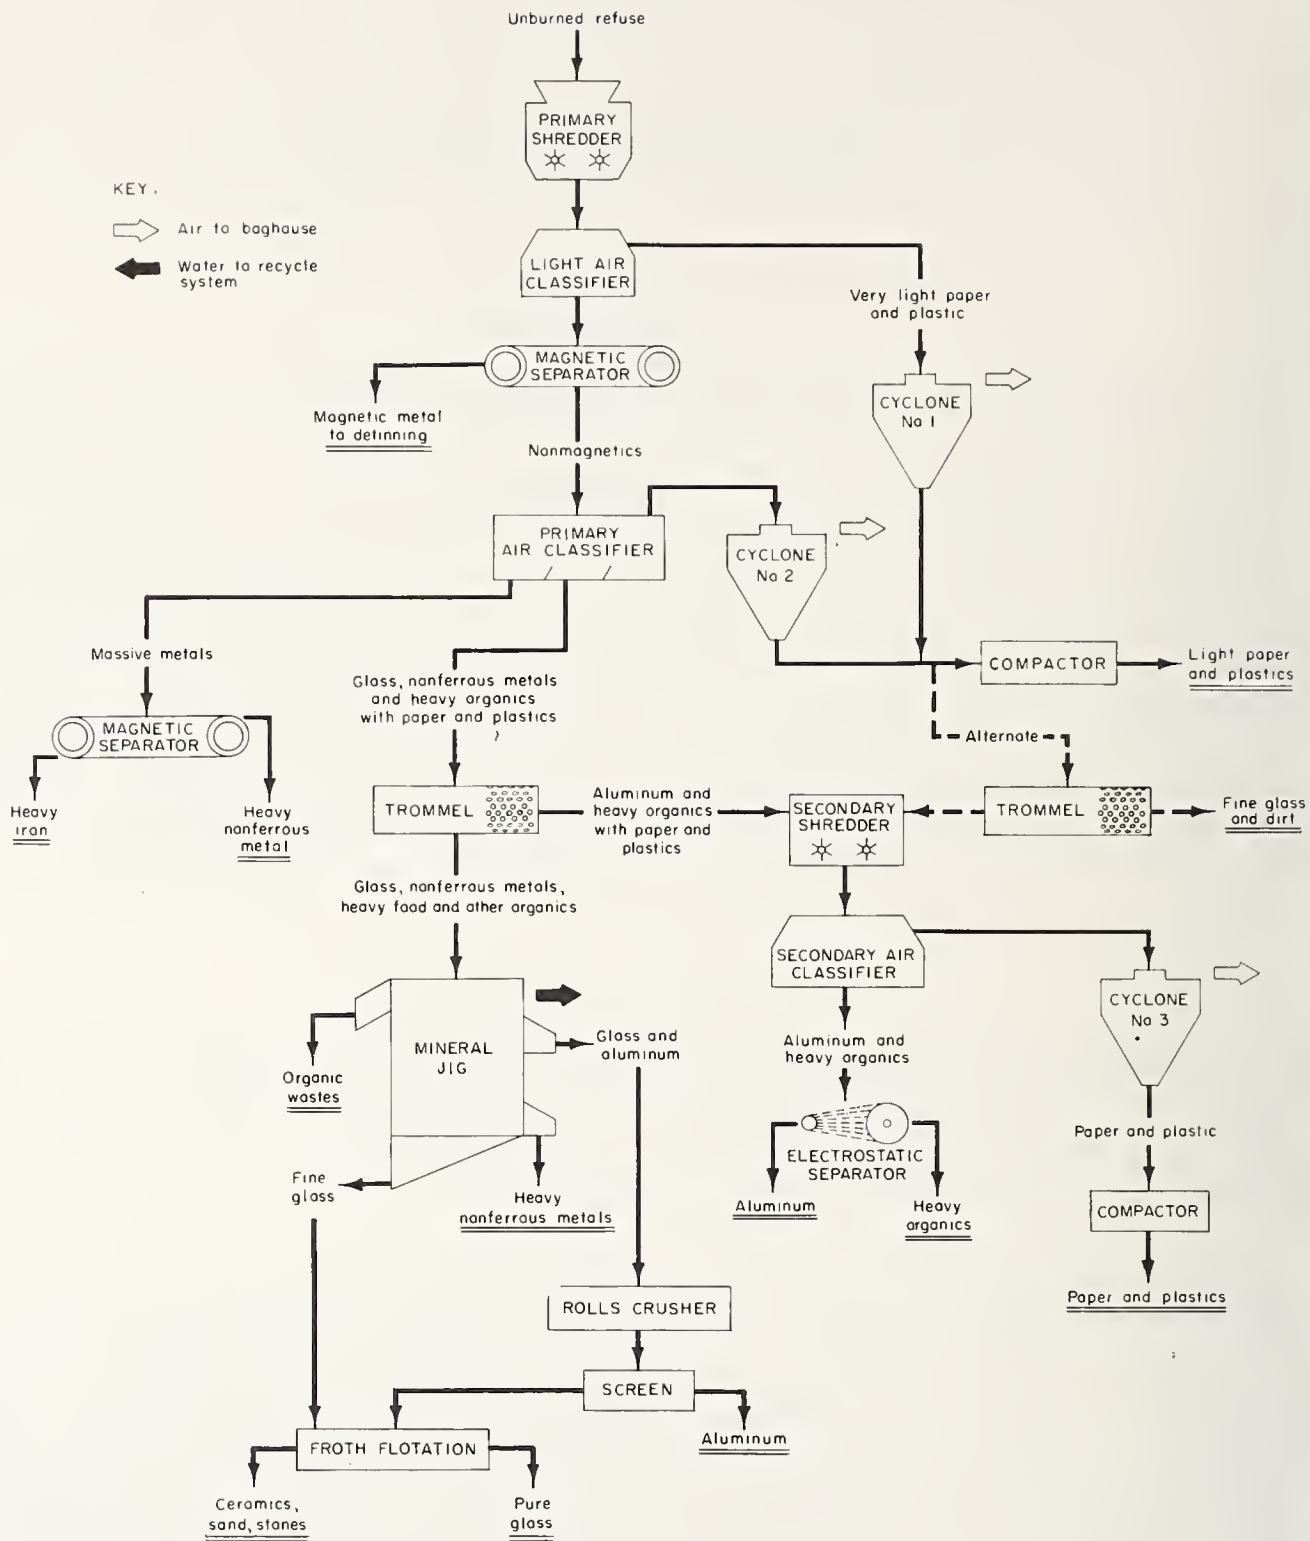 Unburned refuse
PRIMARY
SHREDDER
KEY.
Air to baghouse
Water to recycle
system
LIGHT AIR
CLASSIFIER
Very light paper
and plastic
MAGNETIC
SEPARATOR
CYCLONE
No 1
Magnetic metal
to detinning
Nonmagnetics
PRIMARY
AIR CLASSIFIER
CYCLONE
No 2
Massive metals
Glass, nonferrous metals
and heavy organics
with paper and plastics
COMPACTOR
Light paper
and plastics
MAGNETIC
SEPARATOR
Alternate
Heavy
iron
Heavy
nonferrous
metal
TROMMEL
Aluminum and
heavy organics
with paper and
plastics
SECONDARY
SHREDDER
TROMMEL
Fine glass
and dirt
Glass, nonferrous metals,
heavy food and other organics
SECONDARY AIR
CLASSIFIER
CYCLONE
No 3
MINERAL
JIG
Glass and
aluminum
Aluminum and
heavy organics
Organic
wastes
Paper and plastic
ELECTROSTATIC
SEPARATOR
Fine
glass
Heavy
nonferrous metals
Aluminum
Heavy
organics
COMPACTOR
Paper and plastics
ROLLS CRUSHER
SCREEN
FROTH FLOTATION
Aluminum
Ceramics,
sand, stones
Pure
glass